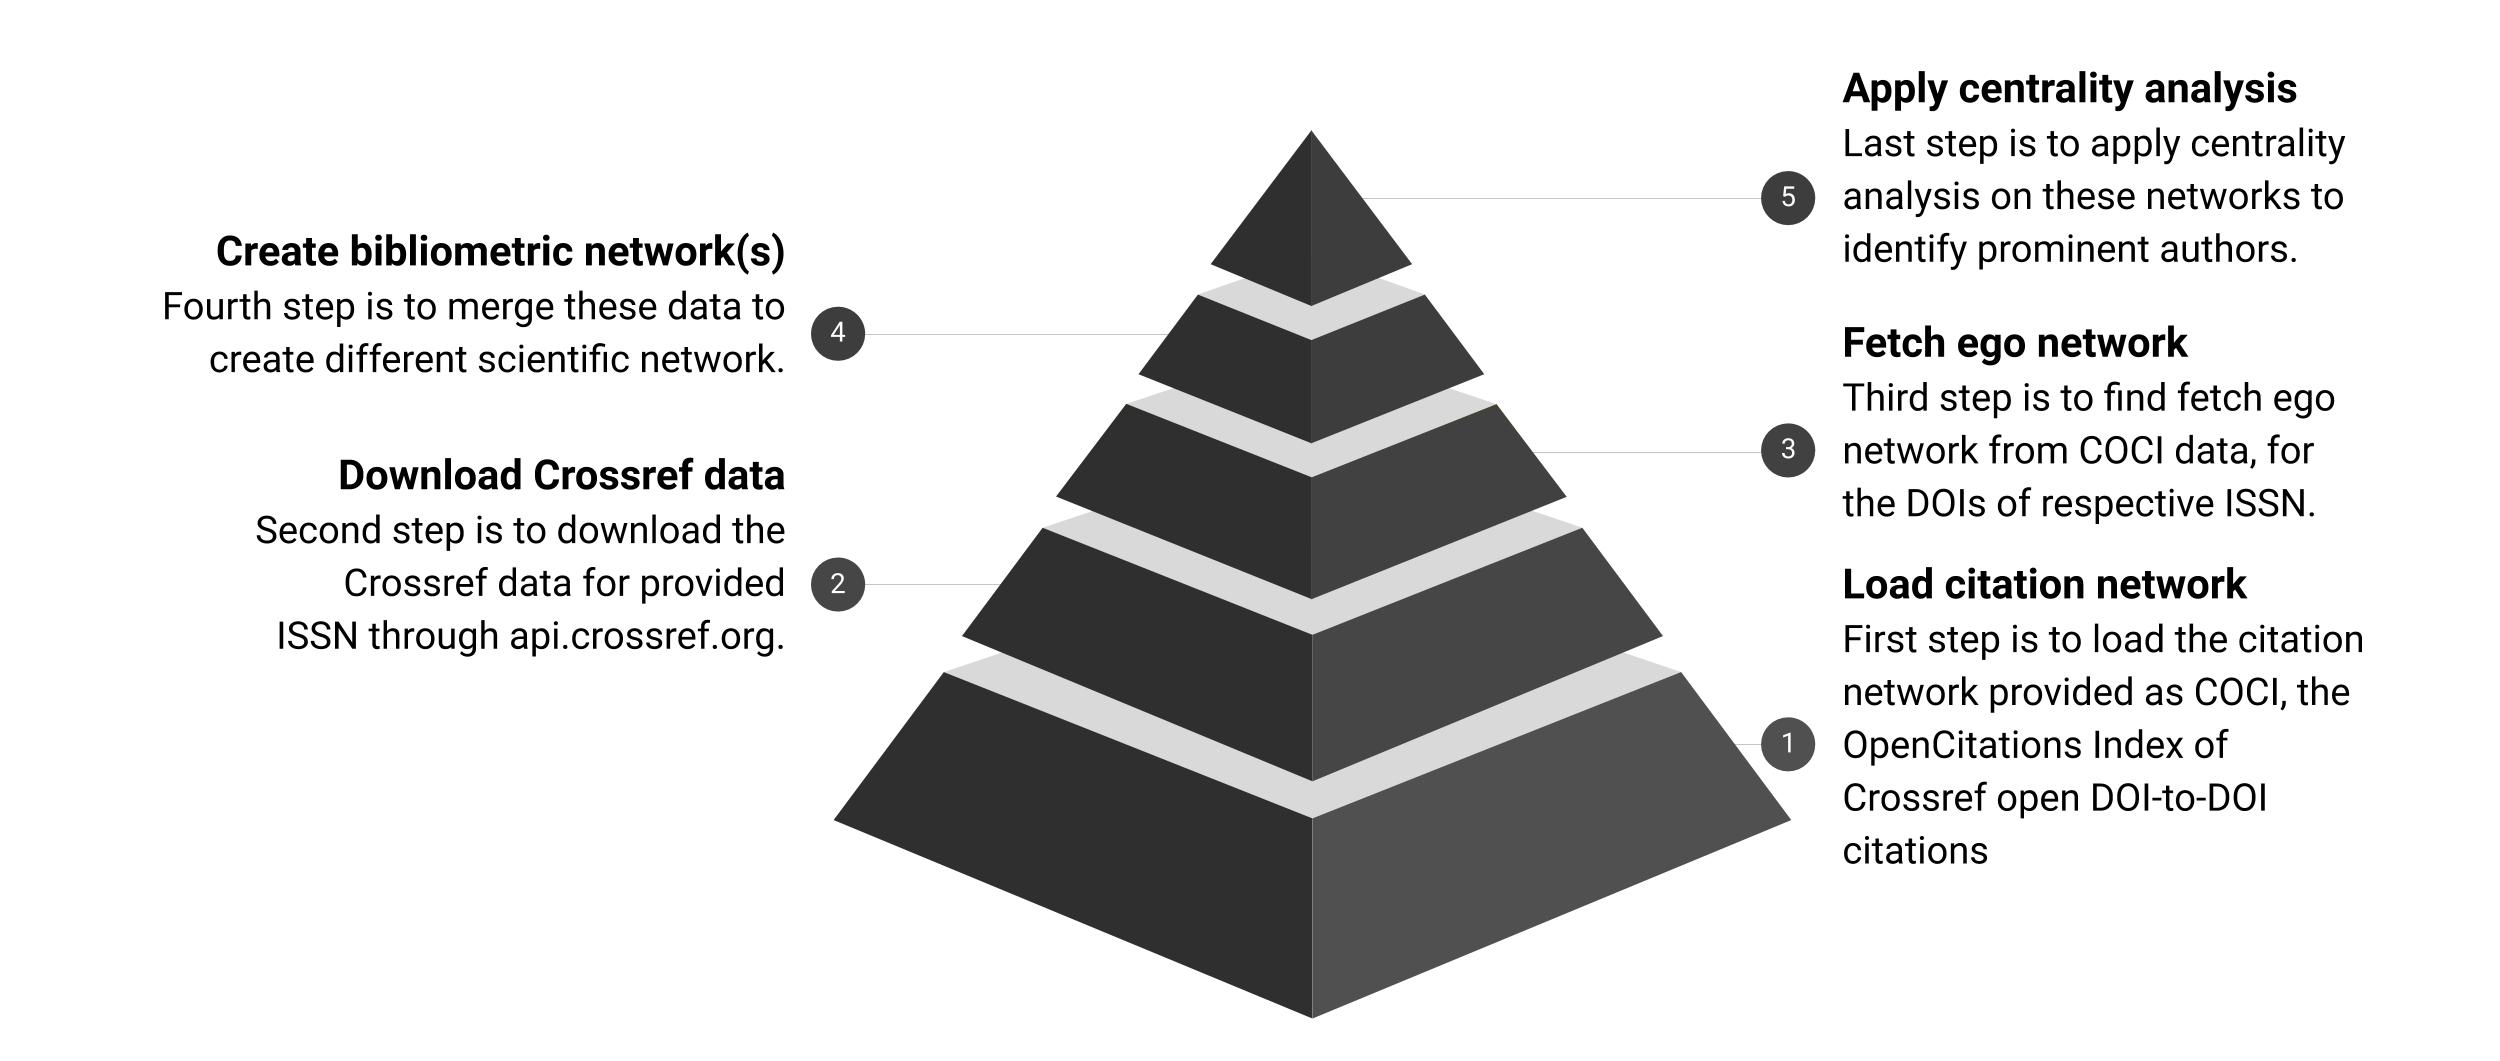 Apply centrality analysis
Last step is to apply centrality
analysis on these networks to
identify prominent authors.
5
Create bibliometric network(s)
Fourth step is to merge these data to
create different scientific network.
4
Fetch ego network
Third step is to find fetch ego
network from COCI data, for
the DOIs of respective ISSN.
3
Download Crossref data
Second step is to download the
Crossref data for provided
ISSN through api.crossref.org.
2
Load citation network
First step is to load the citation
network provided as COCI, the
OpenCitations Index of
Crossref open DOI-to-DOI
citations
1